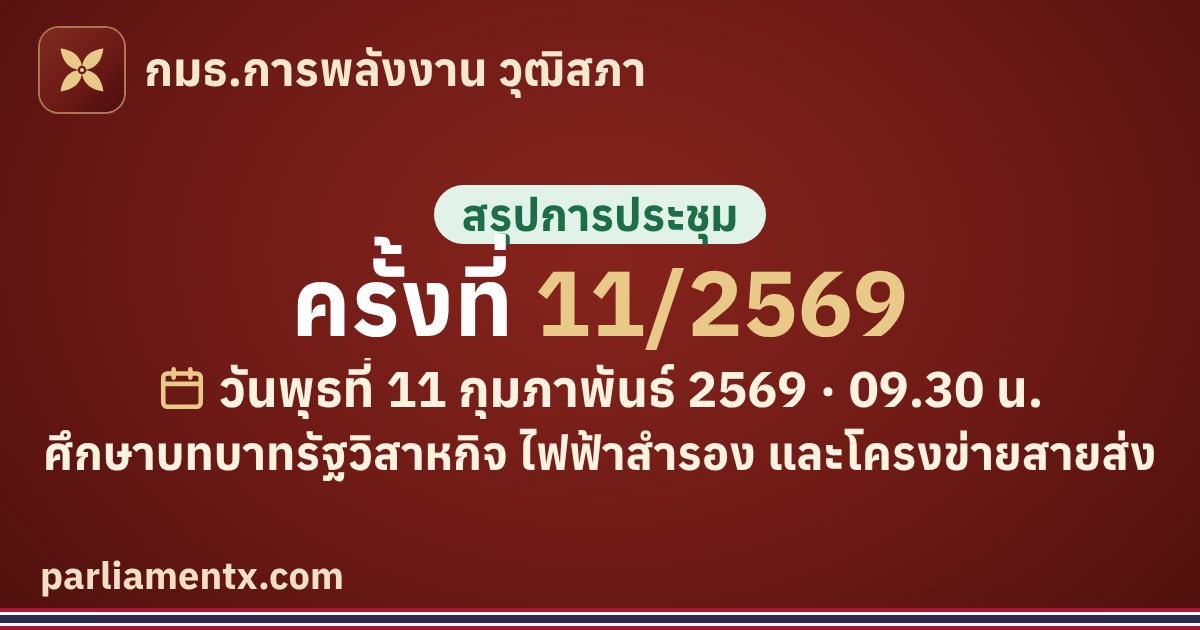 กมธ.การพลังงาน วุฒิสภา
สรุปการประชุม
ครั้งที่ 11/2569
วันพุธที่ 11 กุมภาพันธ์ 2569 · 09.30 น.
ศึกษาบทบาทรัฐวิสาหกิจ ไฟฟ้าสำรอง และโครงข่ายสายส่ง
parliamentx.com